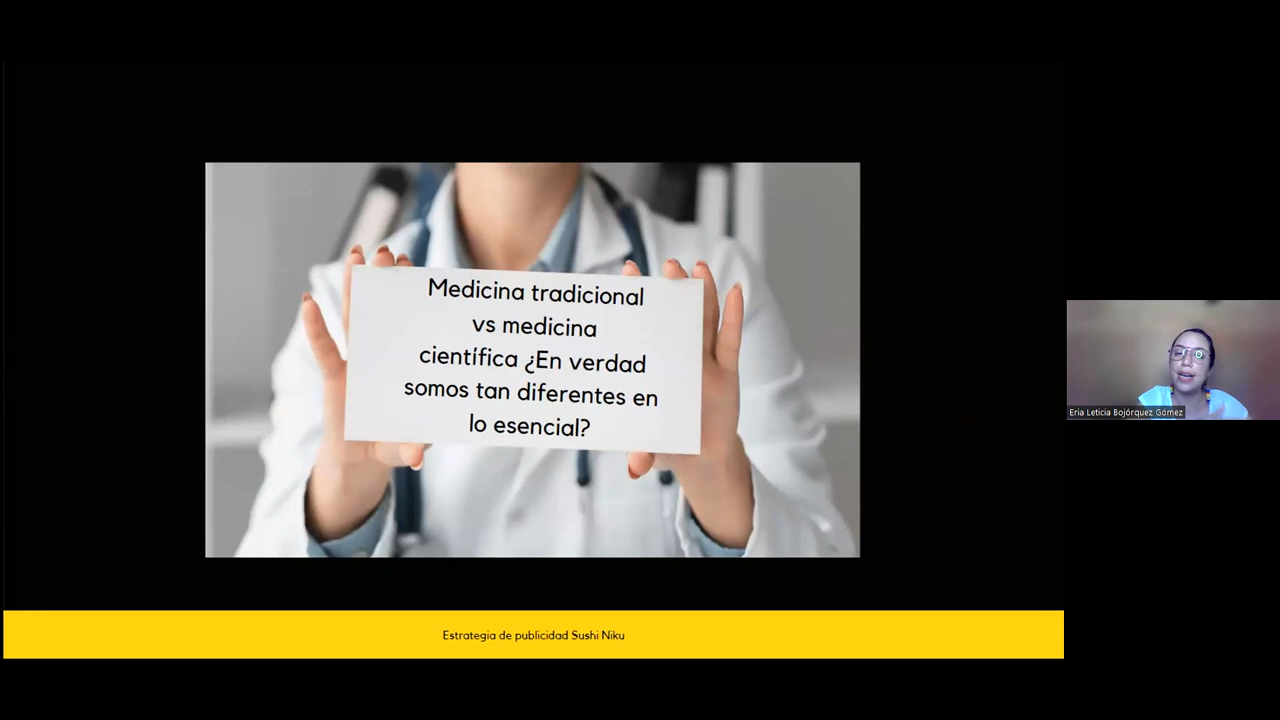 Medicina tradicional
vs medicina
científica ¿En verdad
somos tan diferentes en
lo esencial?
Estrategia de publicidad Sushi Niku
Eria Leticia Bojórquez Gómez